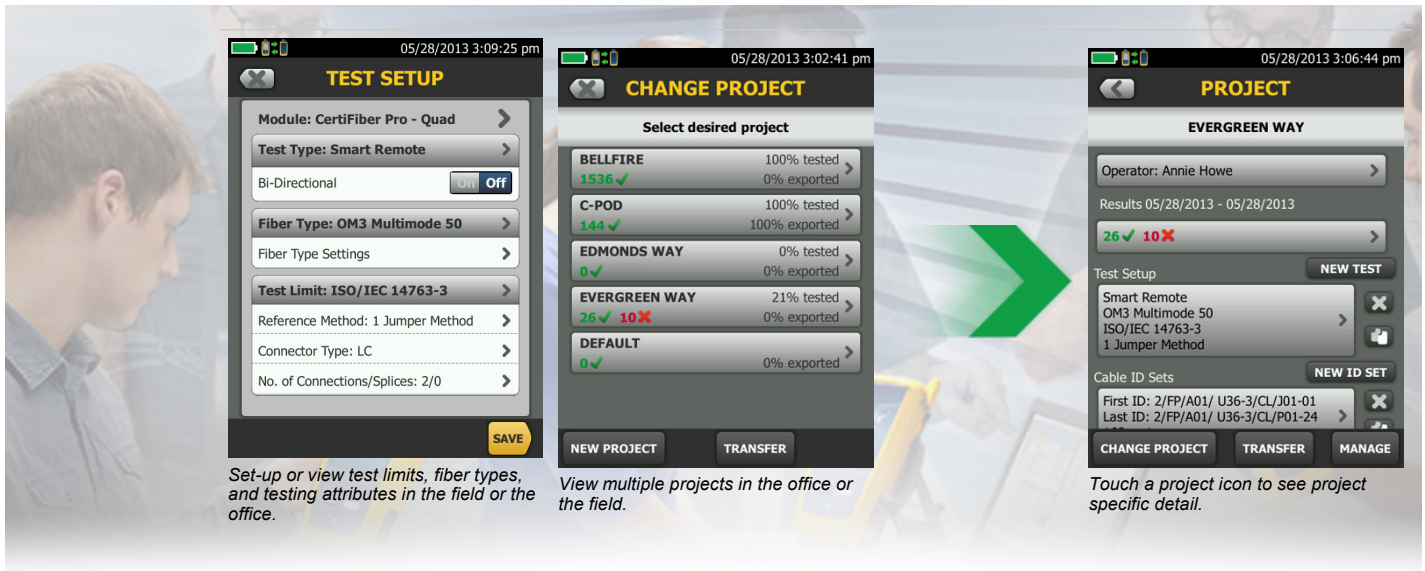 05/28/2013 3:09:25 pm
TEST SETUP
Module: CertiFiber Pro - Quad
Test Type: Smart Remote
Bi-Directional On Off
Fiber Type: OM3 Multimode 50
Fiber Type Settings
Test Limit: ISO/IEC 14763-3
Reference Method: 1 Jumper Method
Connector Type: LC
No. of Connections/Splices: 2/0
SAVE
Set-up or view test limits, fiber types,
and testing attributes in the field or the
office.
05/28/2013 3:02:41 pm
CHANGE PROJECT
Select desired project
BELLFIRE 100% tested
1536 ✓ 0% exported
C-POD 100% tested
144 ✓ 100% exported
EDMONDS WAY 0% tested
0 ✓ 0% exported
EVERGREEN WAY 21% tested
26 ✓ 10 ✗ 0% exported
DEFAULT
0 ✓ 0% exported
NEW PROJECT TRANSFER
View multiple projects in the office or
the field.
05/28/2013 3:06:44 pm
PROJECT
EVERGREEN WAY
Operator: Annie Howe
Results 05/28/2013 - 05/28/2013
26 ✓ 10 ✗
Test Setup NEW TEST
Smart Remote
OM3 Multimode 50
ISO/IEC 14763-3
1 Jumper Method
Cable ID Sets NEW ID SET
First ID: 2/FP/A01/ U36-3/CL/J01-01
Last ID: 2/FP/A01/ U36-3/CL/P01-24
CHANGE PROJECT TRANSFER MANAGE
Touch a project icon to see project
specific detail.